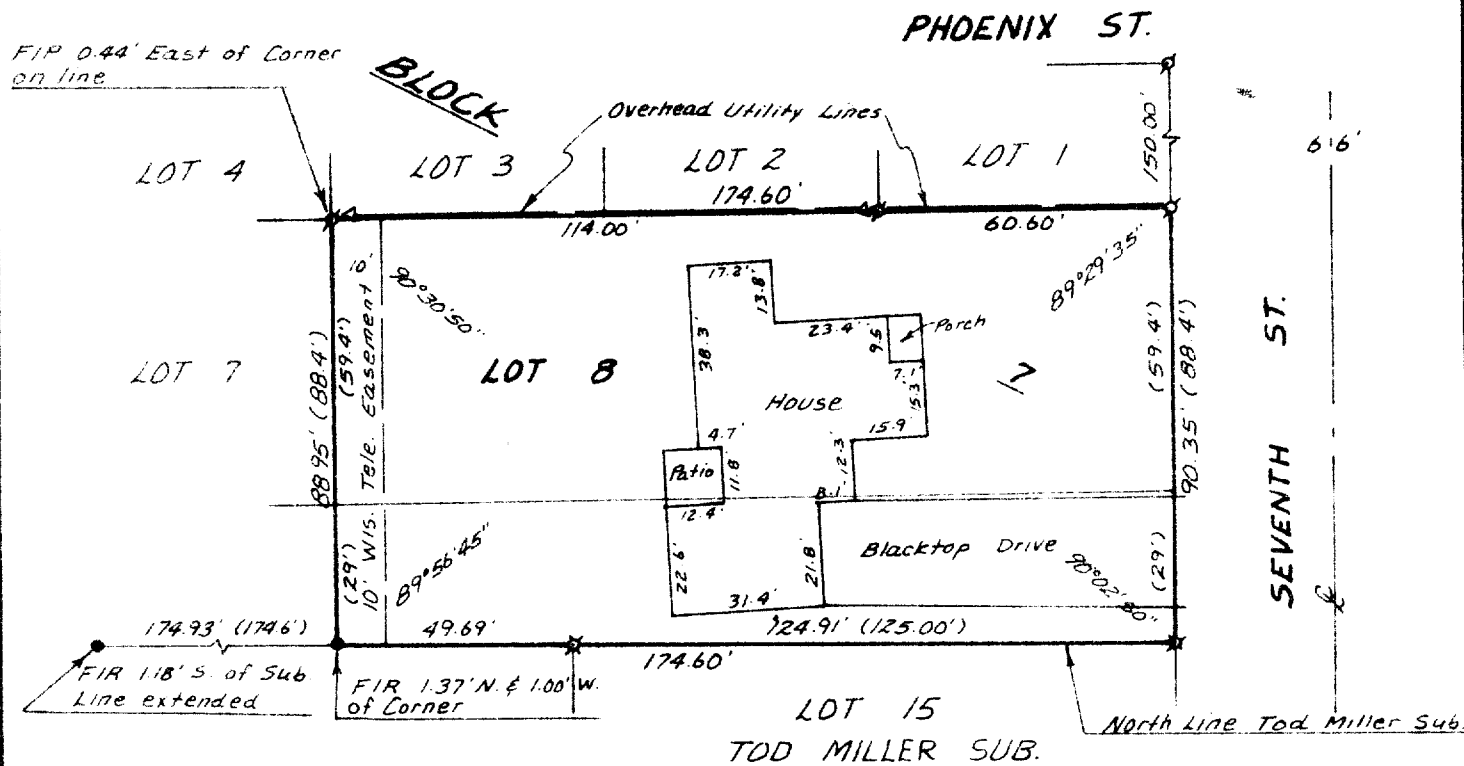 PHOENIX ST.
FIP 0.44' East of Corner
on line
BLOCK
Overhead Utility Lines
150.00'
66'
LOT 4
LOT 3
LOT 2
LOT 1
174.60'
114.00'
60.60'
10'
90°30'50"
89°29'35"
17.2'
13.8'
23.4'
9.5'
Porch
38.3'
7.1'
15.3'
LOT 7
LOT 8
7
House
15.9'
4.7'
12.3'
Patio
11.8'
8.1'
12.4'
88.95' (88.4')
(59.4')
10' Wis. Tele. Easement
(59.4')
90.35' (88.4')
SEVENTH ST.
(29')
89°56'45"
22.6'
21.8'
Blacktop Drive
90°02'
(29')
31.4'
174.93' (174.6')
49.69'
124.91' (125.00')
174.60'
FIR 1.18' S. of Sub
Line extended
FIR 1.37' N. & 1.00' W.
of Corner
LOT 15
TOD MILLER SUB.
North Line Tod Miller Sub.